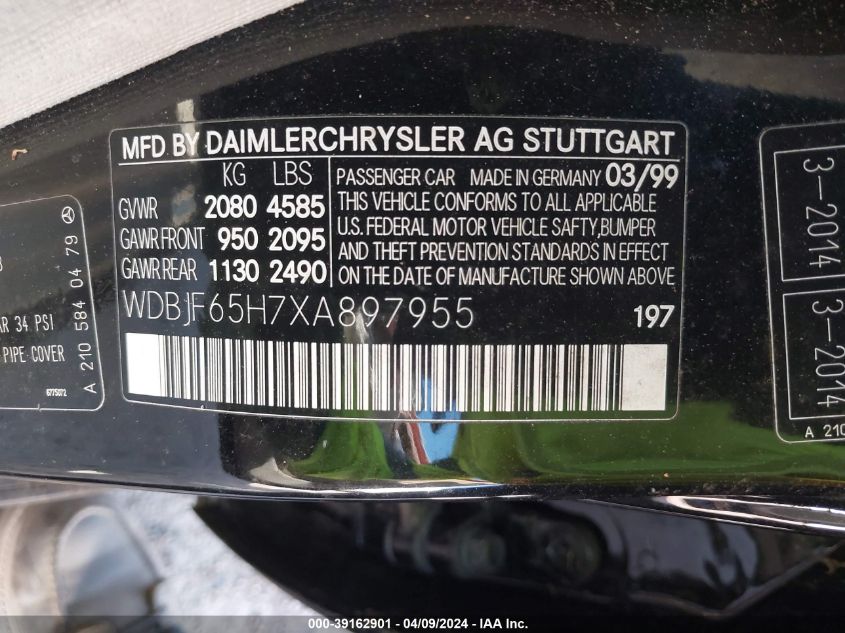 MFD BY DAIMLERCHRYSLER AG STUTTGART
KG LBS
GVWR 2080 4585
GAWR FRONT 950 2095
GAWR REAR 1130 2490
PASSENGER CAR MADE IN GERMANY 03/99
THIS VEHICLE CONFORMS TO ALL APPLICABLE
U.S. FEDERAL MOTOR VEHICLE SAFTY,BUMPER
AND THEFT PREVENTION STANDARDS IN EFFECT
ON THE DATE OF MANUFACTURE SHOWN ABOVE.
WDBJF65H7XA897955 197
34 PSI
PIPE COVER
6775072
A 210 584 04 79
3-2014
3-2014
A 210
000-39162901 - 04/09/2024 - IAA Inc.